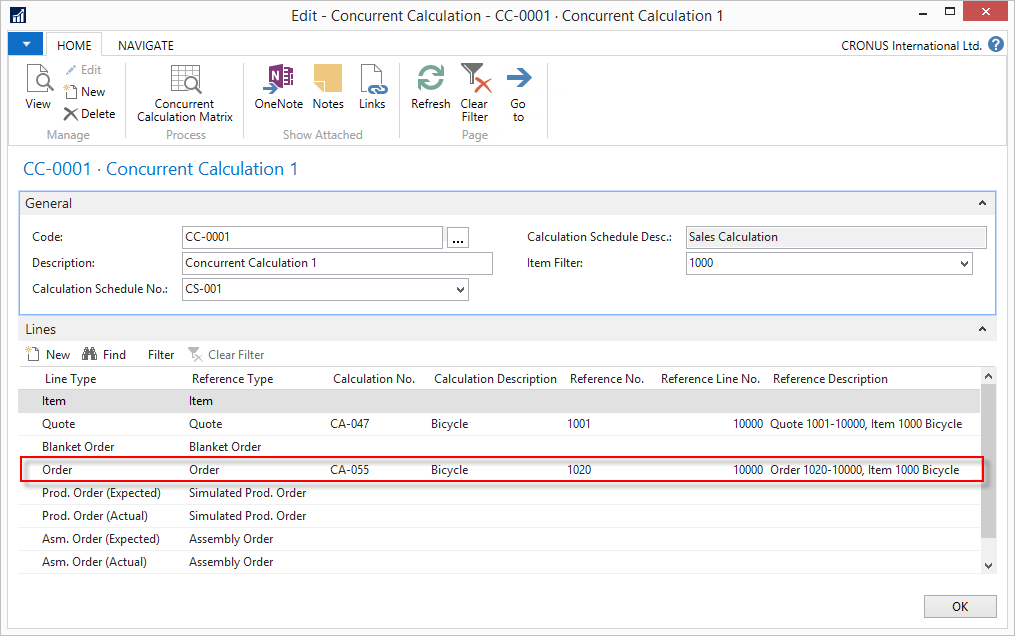 Edit - Concurrent Calculation - CC-0001 · Concurrent Calculation 1
HOME NAVIGATE CRONUS International Ltd. ?
View
Edit
New
Delete
Manage
Concurrent
Calculation Matrix
Process
N
OneNote
Notes
Links
Show Attached
Refresh
Clear
Filter
Go
to
Page
CC-0001 · Concurrent Calculation 1
General
Code: CC-0001 ...
Description: Concurrent Calculation 1
Calculation Schedule No.: CS-001
Calculation Schedule Desc.: Sales Calculation
Item Filter: 1000
Lines
New Find Filter Clear Filter
Line Type Reference Type Calculation No. Calculation Description Reference No. Reference Line No. Reference Description
Item Item
Quote Quote CA-047 Bicycle 1001 10000 Quote 1001-10000, Item 1000 Bicycle
Blanket Order Blanket Order
Order Order CA-055 Bicycle 1020 10000 Order 1020-10000, Item 1000 Bicycle
Prod. Order (Expected) Simulated Prod. Order
Prod. Order (Actual) Simulated Prod. Order
Asm. Order (Expected) Assembly Order
Asm. Order (Actual) Assembly Order
OK